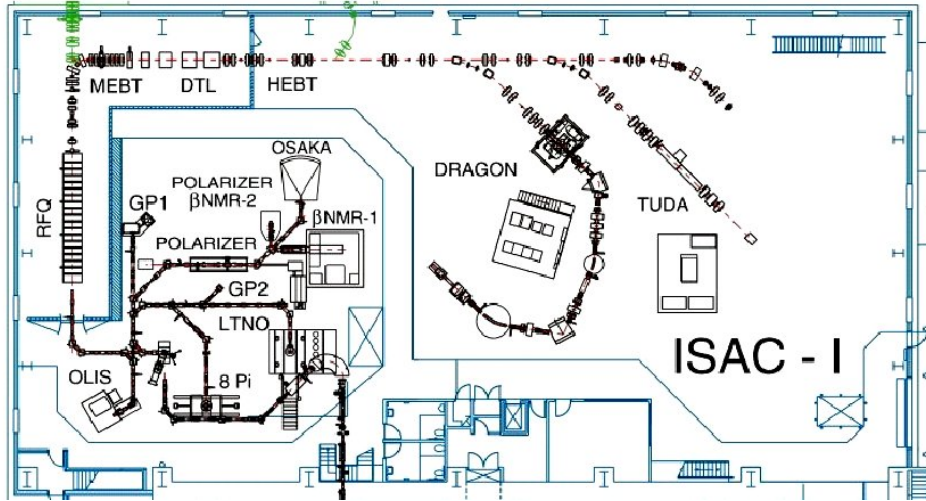 MEBT
DTL
HEBT
OSAKA
DRAGON
POLARIZER
βNMR-2
RFQ
GP1
βNMR-1
TUDA
POLARIZER
GP2
LTNO
ISAC - I
OLIS
8 Pi